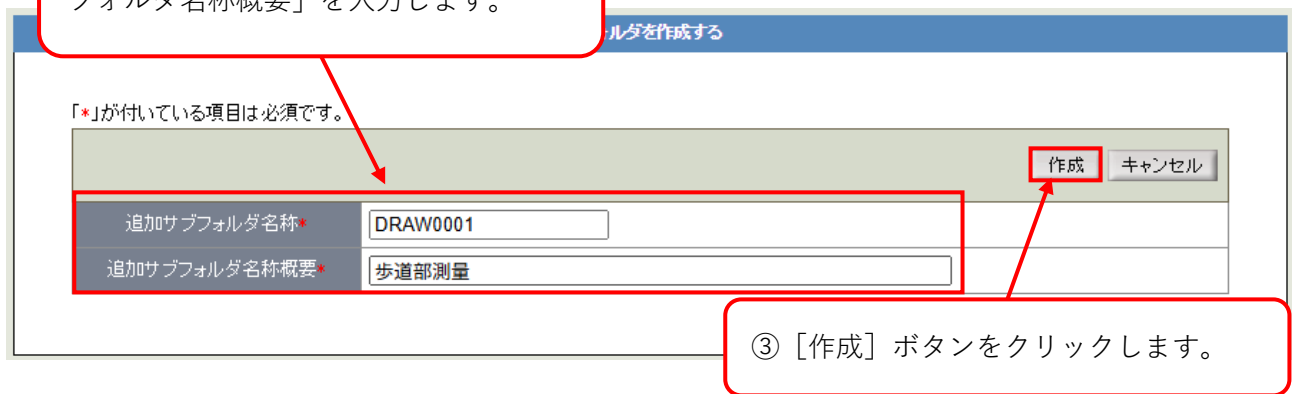 フォルダ名称概要」を入力します。
ォルダを作成する
「*」が付いている項目は必須です。
作成 キャンセル
追加サブフォルダ名称* DRAW0001
追加サブフォルダ名称概要* 歩道部測量
③［作成］ボタンをクリックします。